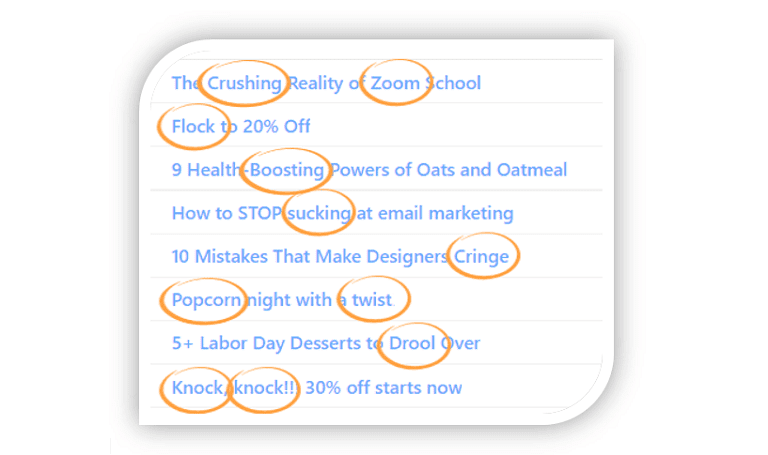 The Crushing Reality of Zoom School
Flock to 20% Off
9 Health-Boosting Powers of Oats and Oatmeal
How to STOP sucking at email marketing
10 Mistakes That Make Designers Cringe
Popcorn night with a twist
5+ Labor Day Desserts to Drool Over
Knock, knock!!! 30% off starts now